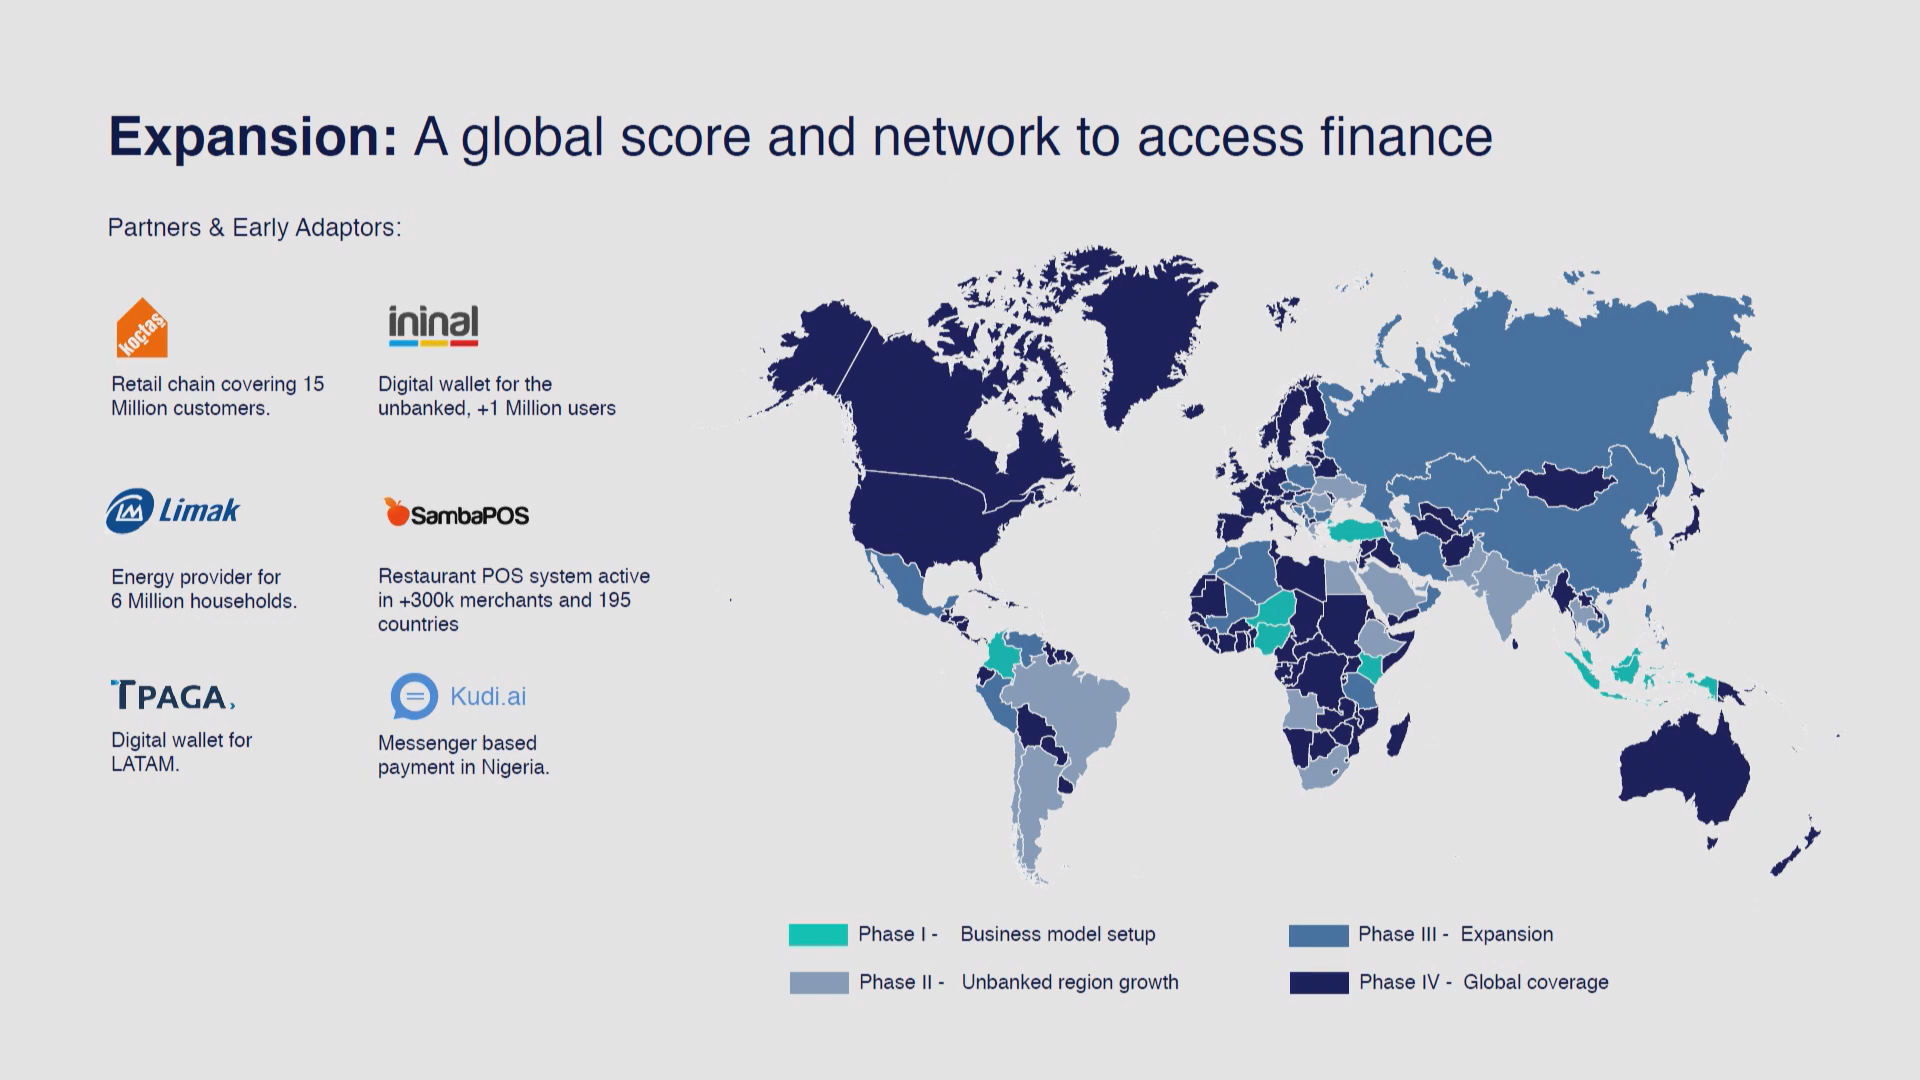 Expansion: A global score and network to access finance
Partners & Early Adaptors:
koçtaş
Retail chain covering 15
Million customers.
ininal
Digital wallet for the
unbanked, +1 Million users
Limak
Energy provider for
6 Million households.
SambaPOS
Restaurant POS system active
in +300k merchants and 195
countries
TPAGA
Digital wallet for
LATAM.
Kudi.ai
Messenger based
payment in Nigeria.
Phase I - Business model setup
Phase II - Unbanked region growth
Phase III - Expansion
Phase IV - Global coverage